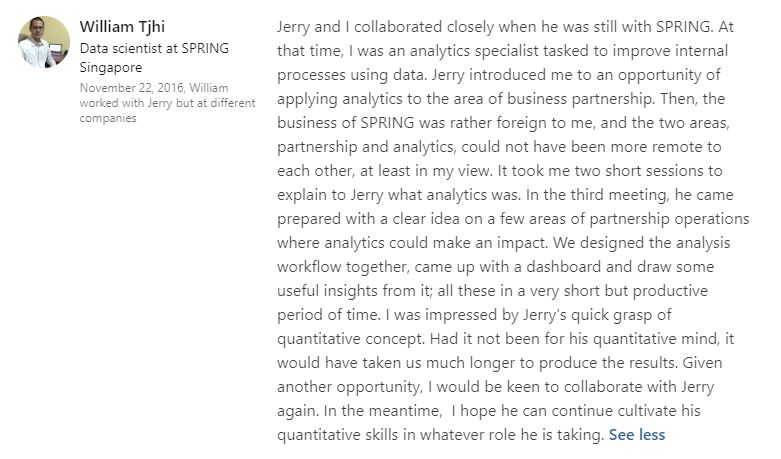 William Tjhi
Data scientist at SPRING
Singapore
November 22, 2016, William
worked with Jerry but at different
companies
Jerry and I collaborated closely when he was still with SPRING. At
that time, I was an analytics specialist tasked to improve internal
processes using data. Jerry introduced me to an opportunity of
applying analytics to the area of business partnership. Then, the
business of SPRING was rather foreign to me, and the two areas,
partnership and analytics, could not have been more remote to
each other, at least in my view. It took me two short sessions to
explain to Jerry what analytics was. In the third meeting, he came
prepared with a clear idea on a few areas of partnership operations
where analytics could make an impact. We designed the analysis
workflow together, came up with a dashboard and draw some
useful insights from it; all these in a very short but productive
period of time. I was impressed by Jerry's quick grasp of
quantitative concept. Had it not been for his quantitative mind, it
would have taken us much longer to produce the results. Given
another opportunity, I would be keen to collaborate with Jerry
again. In the meantime,  I hope he can continue cultivate his
quantitative skills in whatever role he is taking. See less